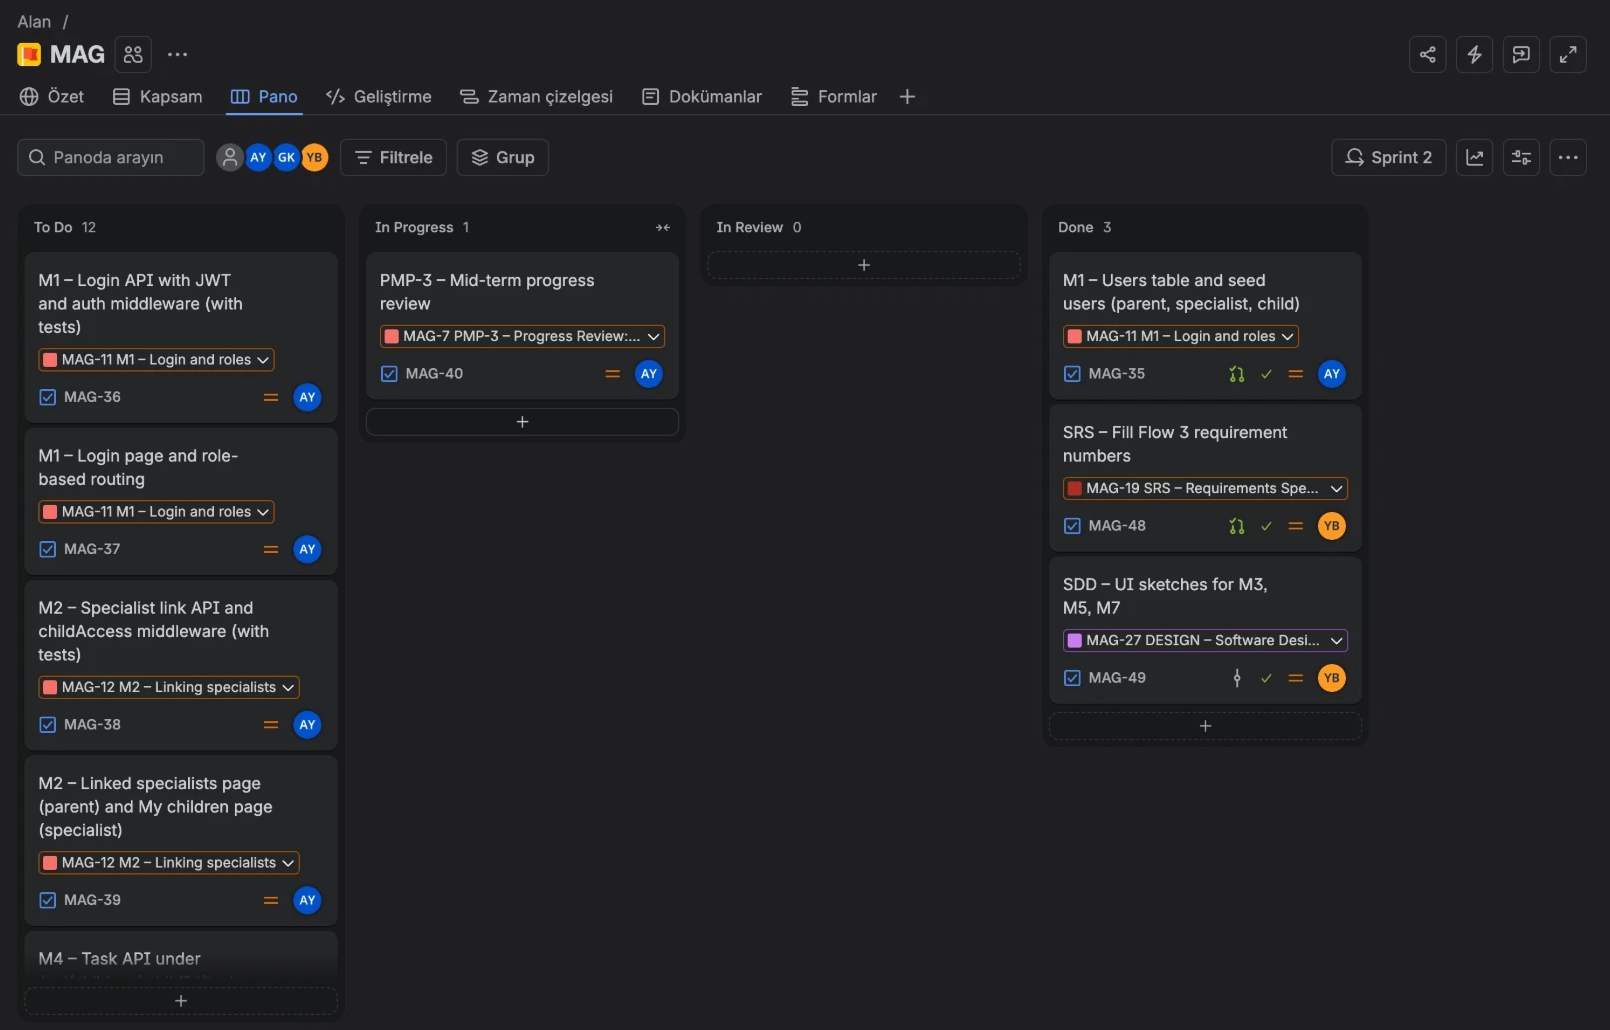 Alan /
MAG
Özet
Kapsam
Pano
Geliştirme
Zaman çizelgesi
Dokümanlar
Formlar
Panoda arayın
AY
GK
YB
Filtrele
Grup
Sprint 2
To Do 12
M1 – Login API with JWT
and auth middleware (with
tests)
MAG-11 M1 – Login and roles
MAG-36
AY
M1 – Login page and role-
based routing
MAG-11 M1 – Login and roles
MAG-37
AY
M2 – Specialist link API and
childAccess middleware (with
tests)
MAG-12 M2 – Linking specialists
MAG-38
AY
M2 – Linked specialists page
(parent) and My children page
(specialist)
MAG-12 M2 – Linking specialists
MAG-39
AY
M4 – Task API under
In Progress 1
PMP-3 – Mid-term progress
review
MAG-7 PMP-3 – Progress Review:...
MAG-40
AY
In Review 0
Done 3
M1 – Users table and seed
users (parent, specialist, child)
MAG-11 M1 – Login and roles
MAG-35
AY
SRS – Fill Flow 3 requirement
numbers
MAG-19 SRS – Requirements Spe...
MAG-48
YB
SDD – UI sketches for M3,
M5, M7
MAG-27 DESIGN – Software Desi...
MAG-49
YB